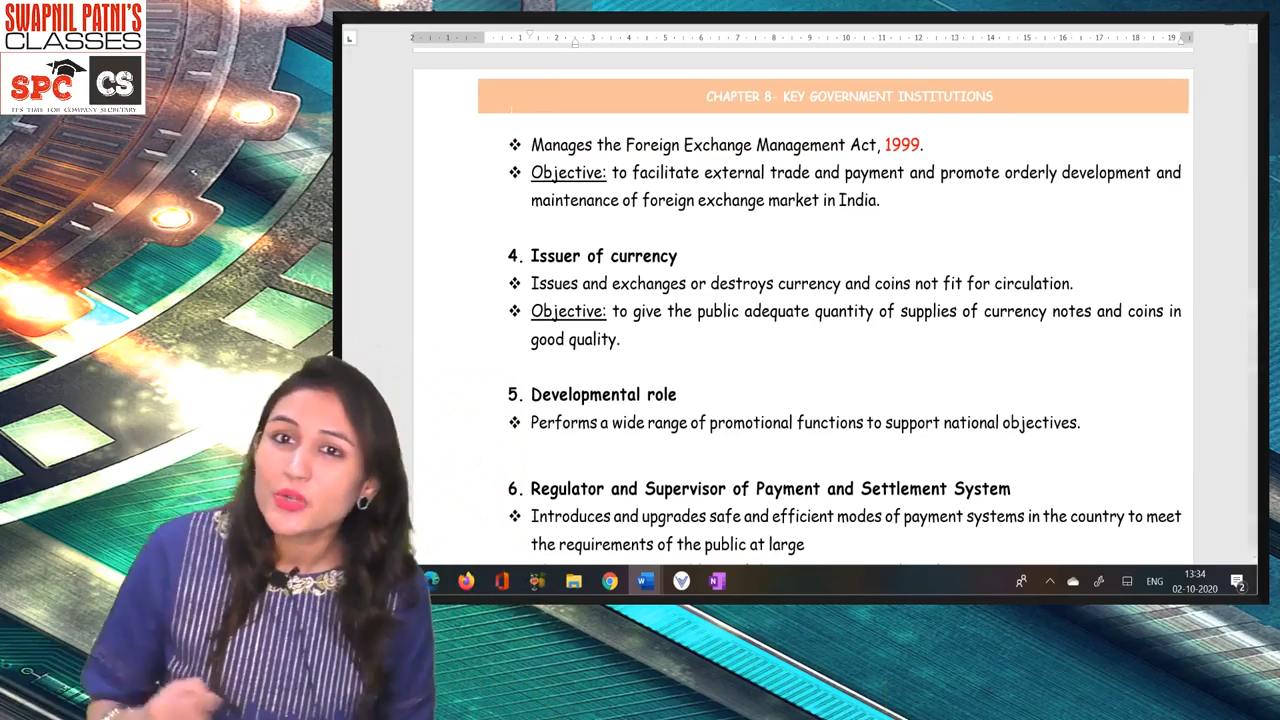 SWAPNIL PATNI'S
CLASSES
SPC CS
IT'S TIME FOR COMPANY SECRETARY
CHAPTER 8- KEY GOVERNMENT INSTITUTIONS
❖ Manages the Foreign Exchange Management Act, 1999.
❖ Objective: to facilitate external trade and payment and promote orderly development and
maintenance of foreign exchange market in India.
4. Issuer of currency
❖ Issues and exchanges or destroys currency and coins not fit for circulation.
❖ Objective: to give the public adequate quantity of supplies of currency notes and coins in
good quality.
5. Developmental role
❖ Performs a wide range of promotional functions to support national objectives.
6. Regulator and Supervisor of Payment and Settlement System
❖ Introduces and upgrades safe and efficient modes of payment systems in the country to meet
the requirements of the public at large
ENG
13:34
02-10-2020